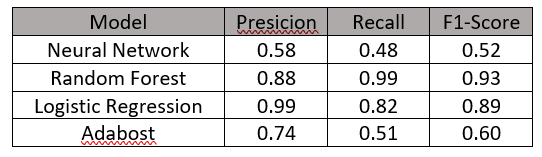 Model Presicion Recall F1-Score
Neural Network 0.58 0.48 0.52
Random Forest 0.88 0.99 0.93
Logistic Regression 0.99 0.82 0.89
Adabost 0.74 0.51 0.60